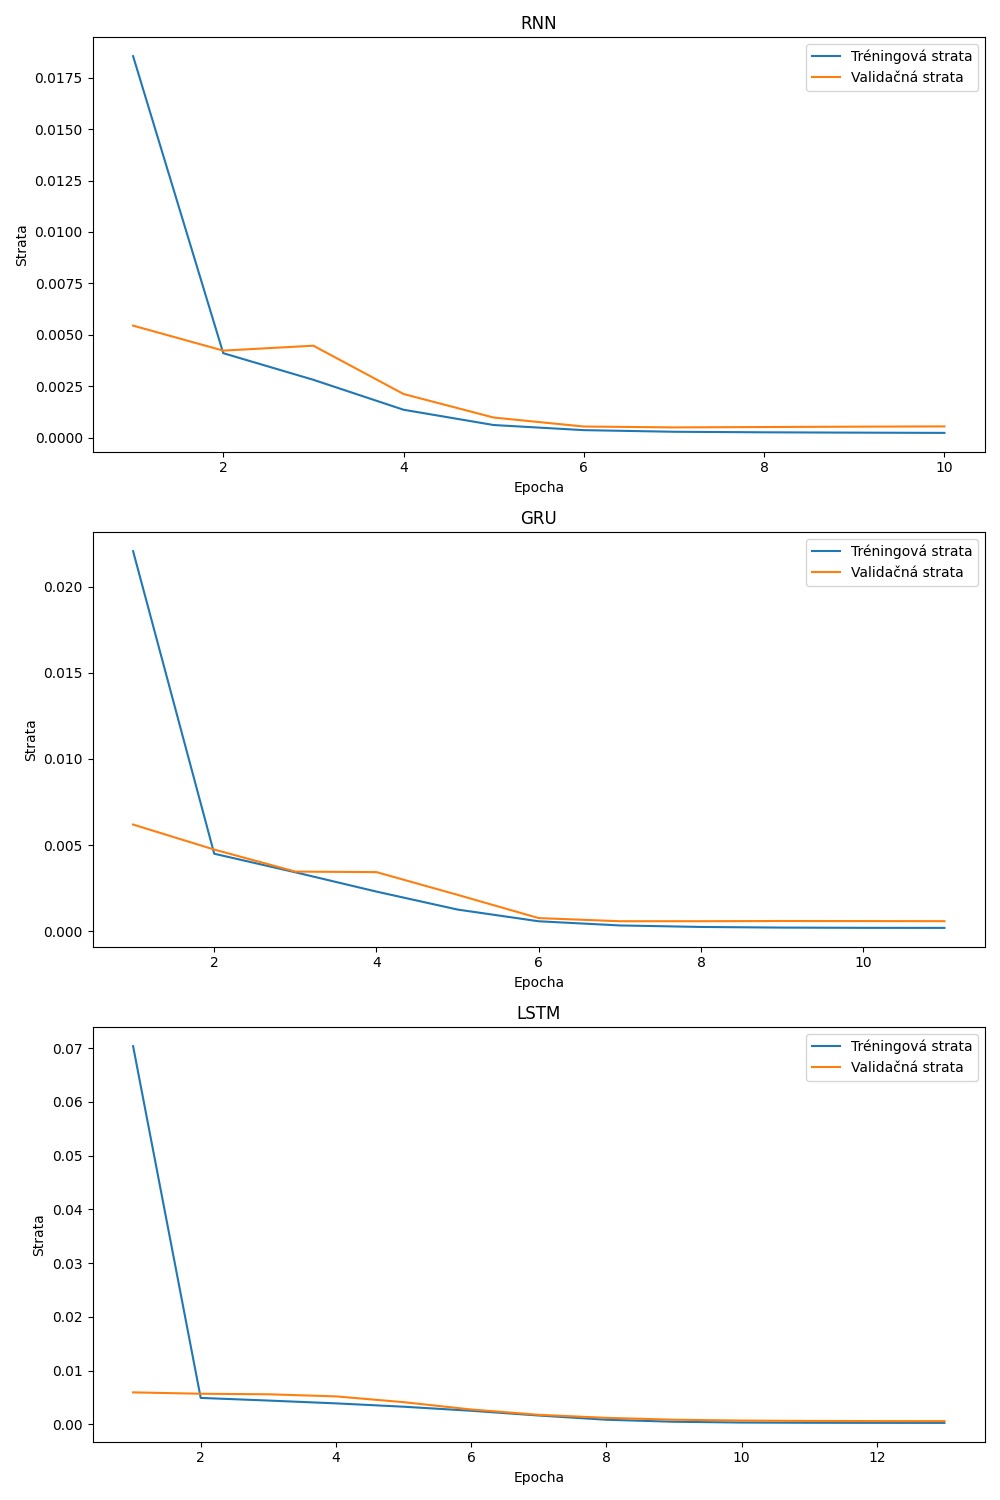 RNN
Tréningová strata
Validačná strata
0.0175
0.0150
0.0125
0.0100
0.0075
0.0050
0.0025
0.0000
Strata
2 4 6 8 10
Epocha
GRU
Tréningová strata
Validačná strata
0.020
0.015
0.010
0.005
0.000
Strata
2 4 6 8 10
Epocha
LSTM
Tréningová strata
Validačná strata
0.07
0.06
0.05
0.04
0.03
0.02
0.01
0.00
Strata
2 4 6 8 10 12
Epocha